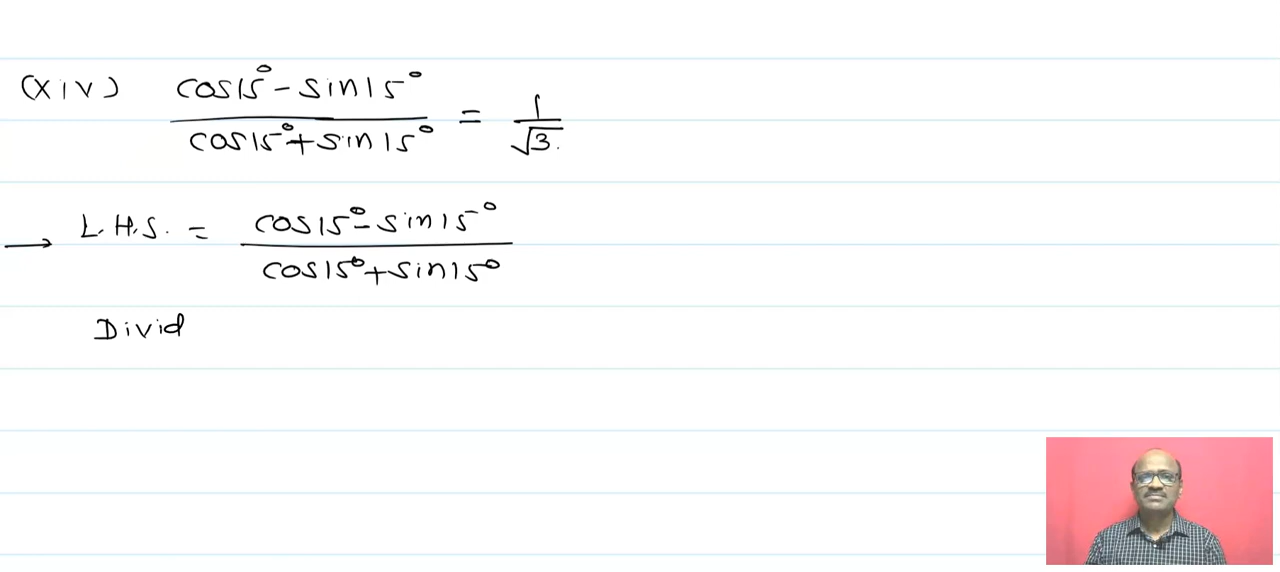 (xiv) (cos15° - sin15°)/(cos15° + sin15°) = 1/√3.
→ L.H.S. = (cos15° - sin15°)/(cos15° + sin15°)
Divid